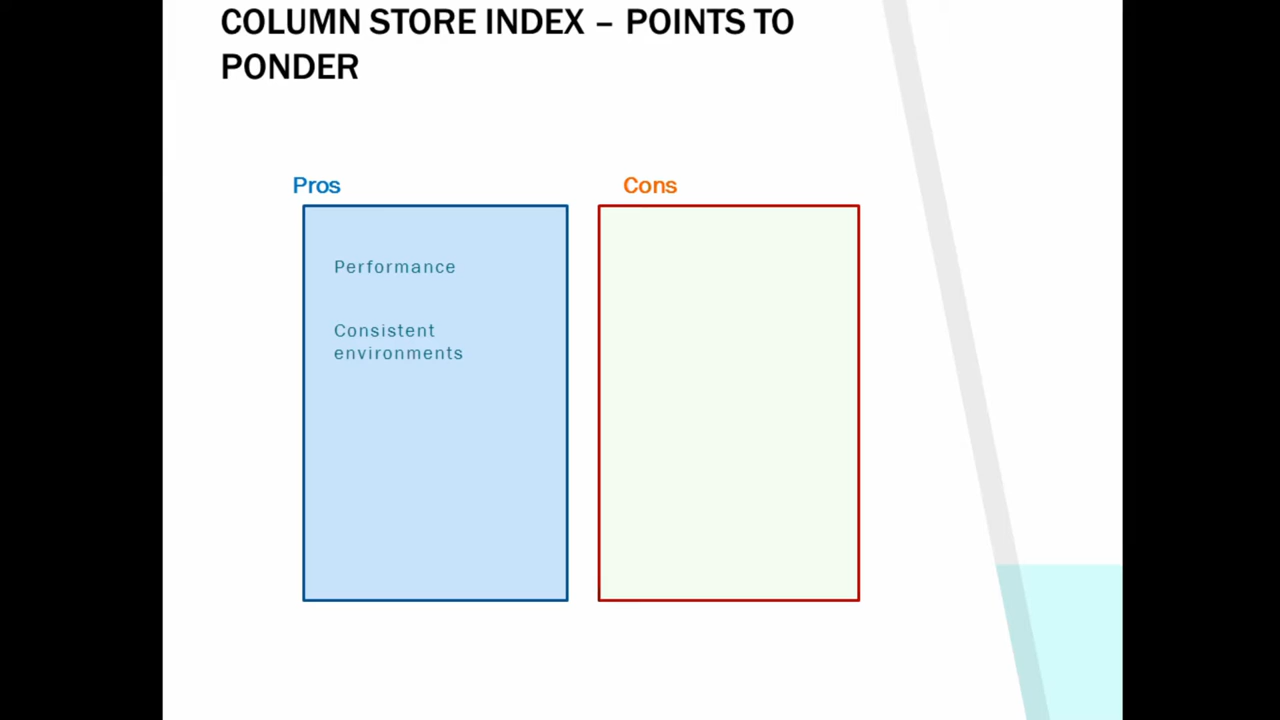 COLUMN STORE INDEX – POINTS TO
PONDER
Pros
Cons
Performance
Consistent
environments